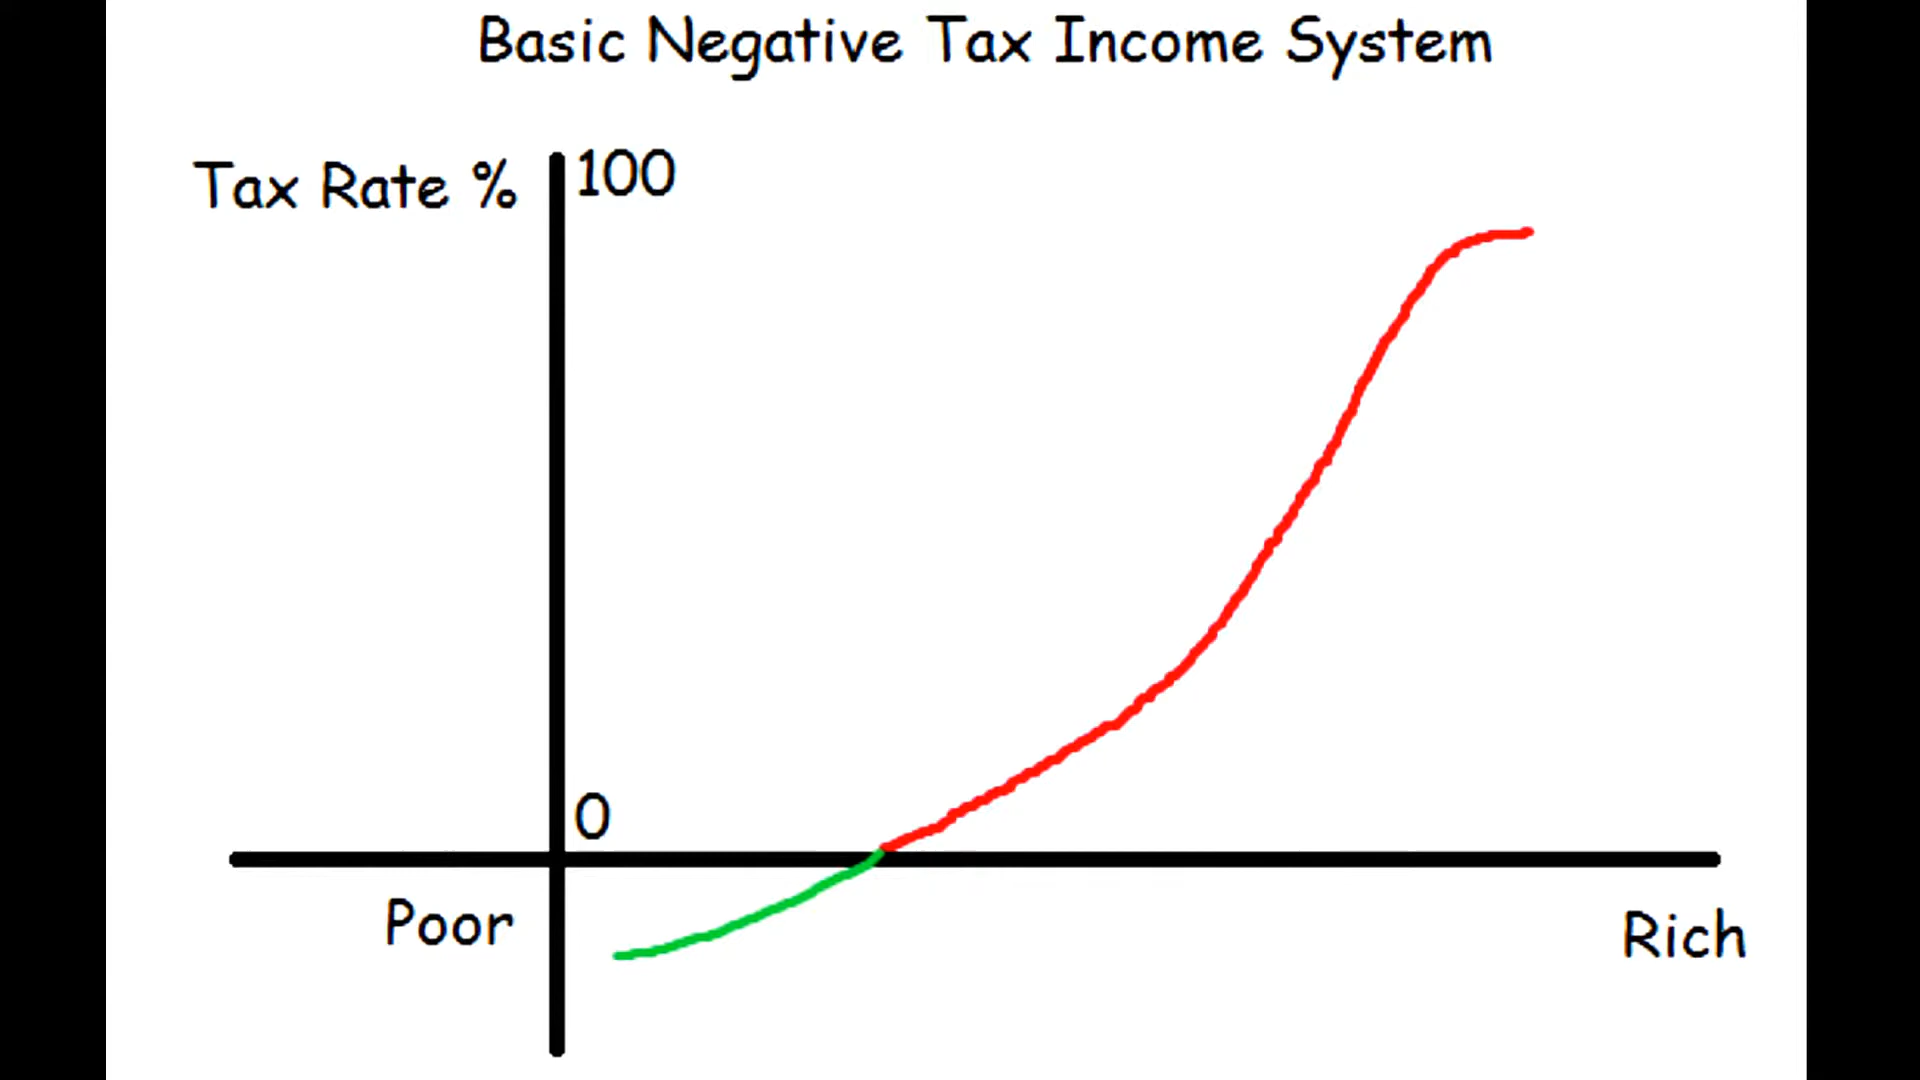 Basic Negative Tax Income System
Tax Rate %
100
0
Poor
Rich